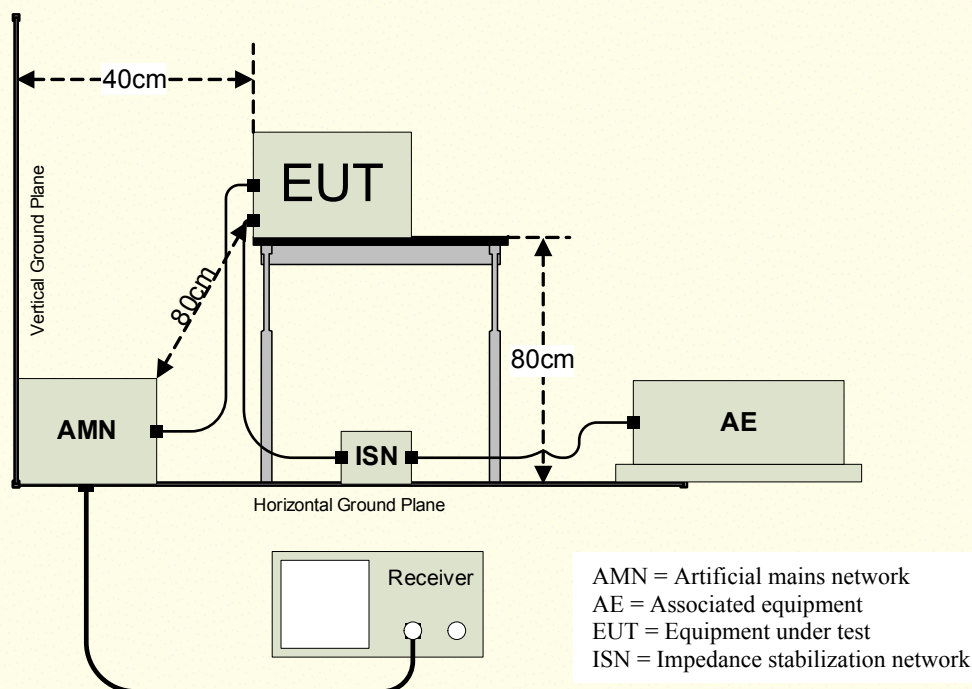 40cm
EUT
Vertical Ground Plane
80cm
80cm
AMN
ISN
AE
Horizontal Ground Plane
Receiver
AMN = Artificial mains network
AE = Associated equipment
EUT = Equipment under test
ISN = Impedance stabilization network